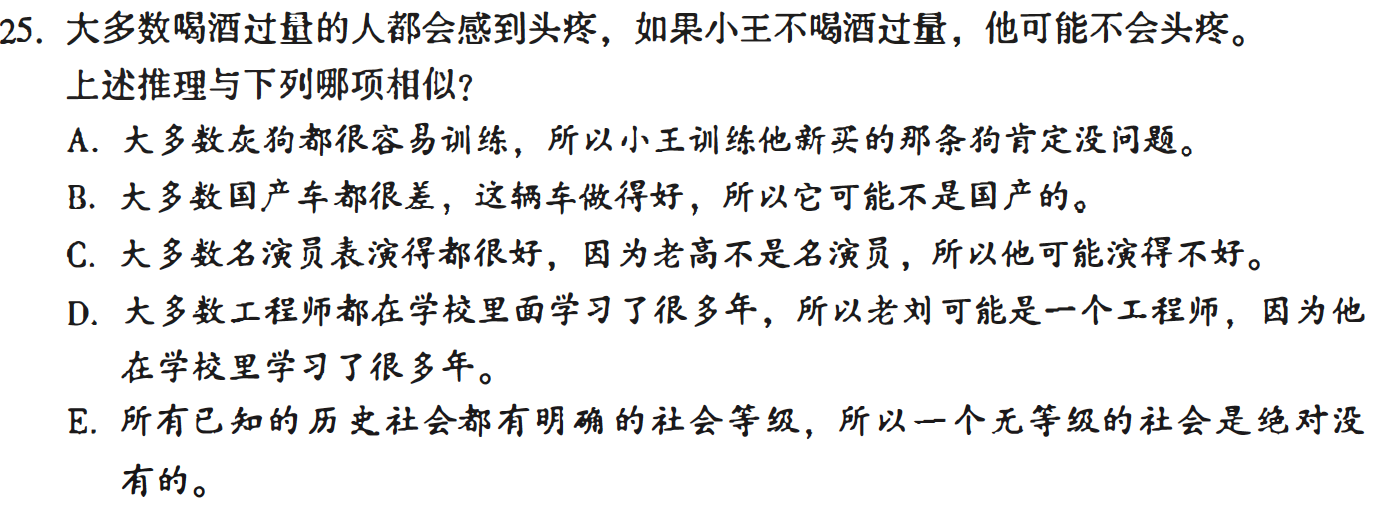 25. 大多数喝酒过量的人都会感到头疼，如果小王不喝酒过量，他可能不会头疼。
上述推理与下列哪项相似?
A. 大多数灰狗都很容易训练，所以小王训练他新买的那条狗肯定没问题。
B. 大多数国产车都很差，这辆车做得好，所以它可能不是国产的。
C. 大多数名演员表演得都很好，因为老高不是名演员，所以他可能演得不好。
D. 大多数工程师都在学校里面学习了很多年，所以老刘可能是一个工程师，因为他
在学校里学习了很多年。
E. 所有已知的历史社会都有明确的社会等级，所以一个无等级的社会是绝对没
有的。